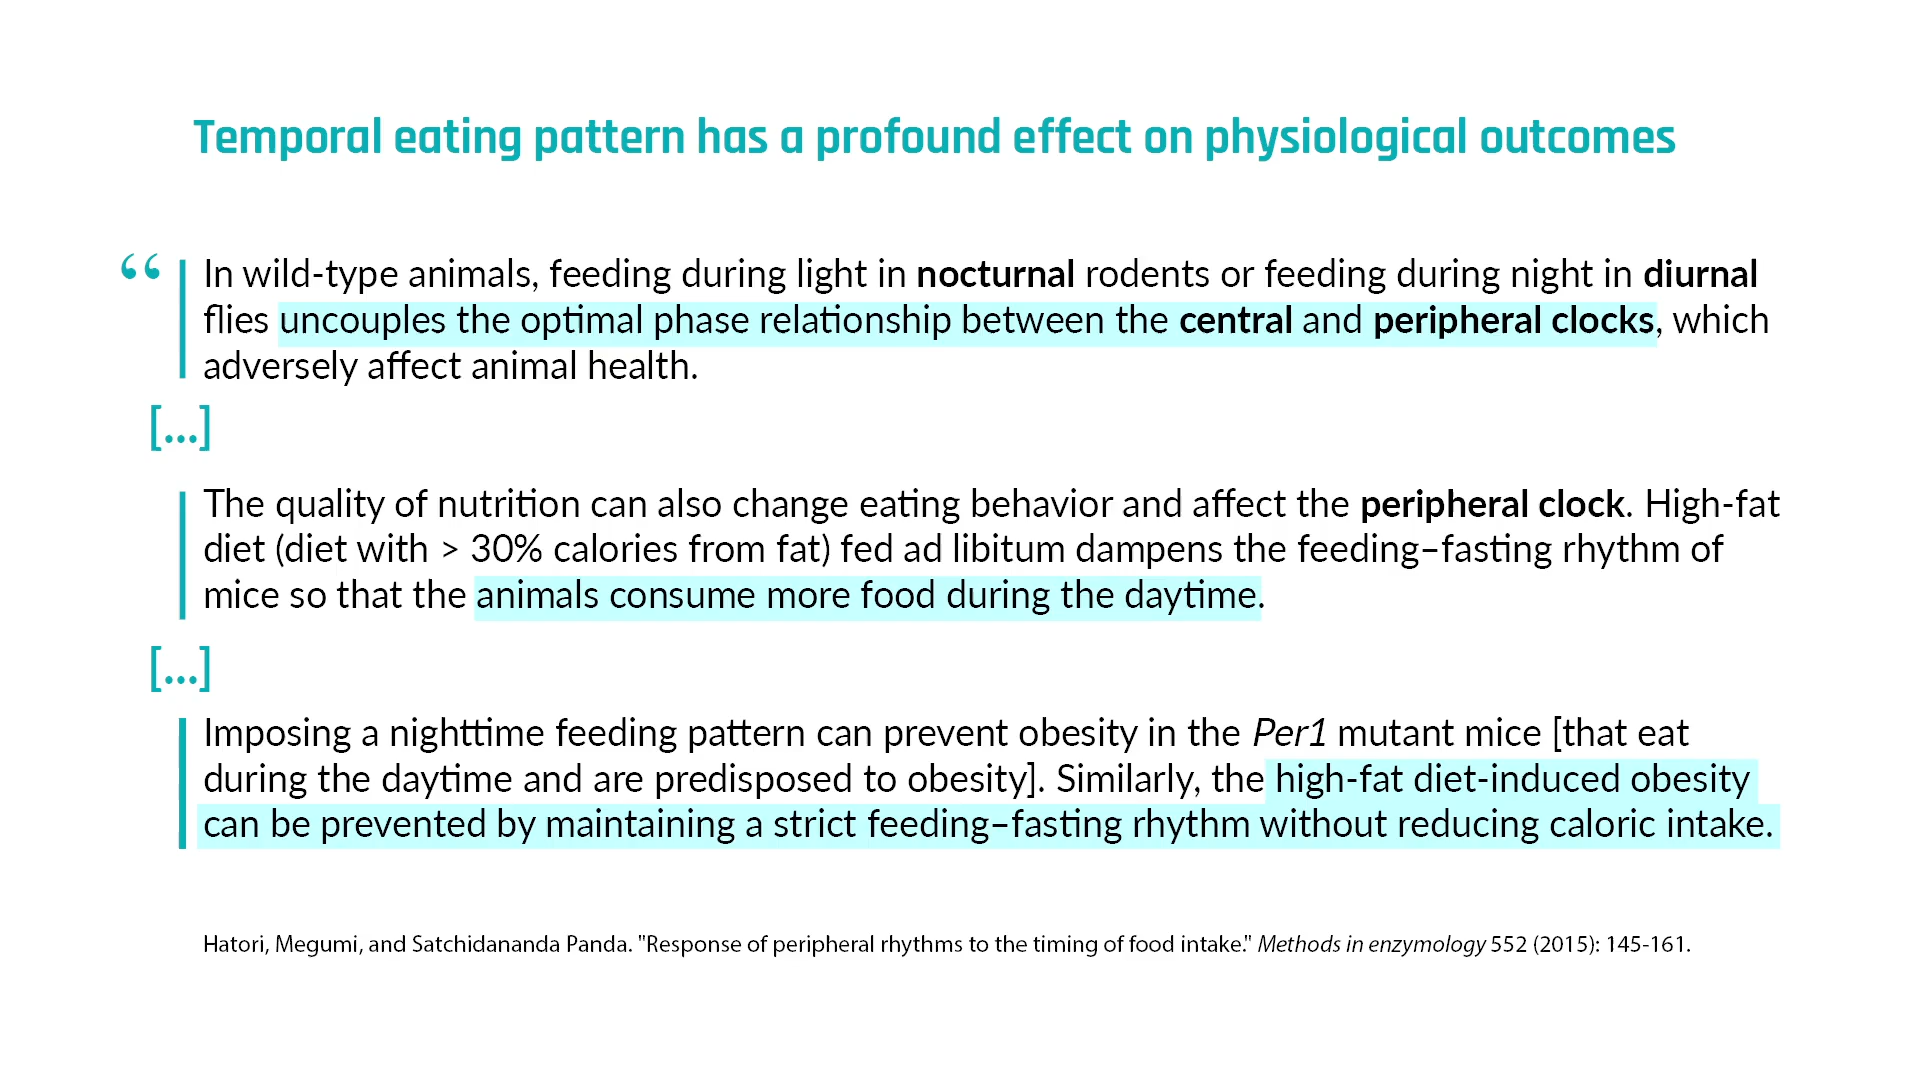 Temporal eating pattern has a profound effect on physiological outcomes
“ In wild-type animals, feeding during light in nocturnal rodents or feeding during night in diurnal
flies uncouples the optimal phase relationship between the central and peripheral clocks, which
adversely affect animal health.
[...]
The quality of nutrition can also change eating behavior and affect the peripheral clock. High-fat
diet (diet with > 30% calories from fat) fed ad libitum dampens the feeding–fasting rhythm of
mice so that the animals consume more food during the daytime.
[...]
Imposing a nighttime feeding pattern can prevent obesity in the Per1 mutant mice [that eat
during the daytime and are predisposed to obesity]. Similarly, the high-fat diet-induced obesity
can be prevented by maintaining a strict feeding–fasting rhythm without reducing caloric intake.
Hatori, Megumi, and Satchidananda Panda. "Response of peripheral rhythms to the timing of food intake." Methods in enzymology 552 (2015): 145-161.